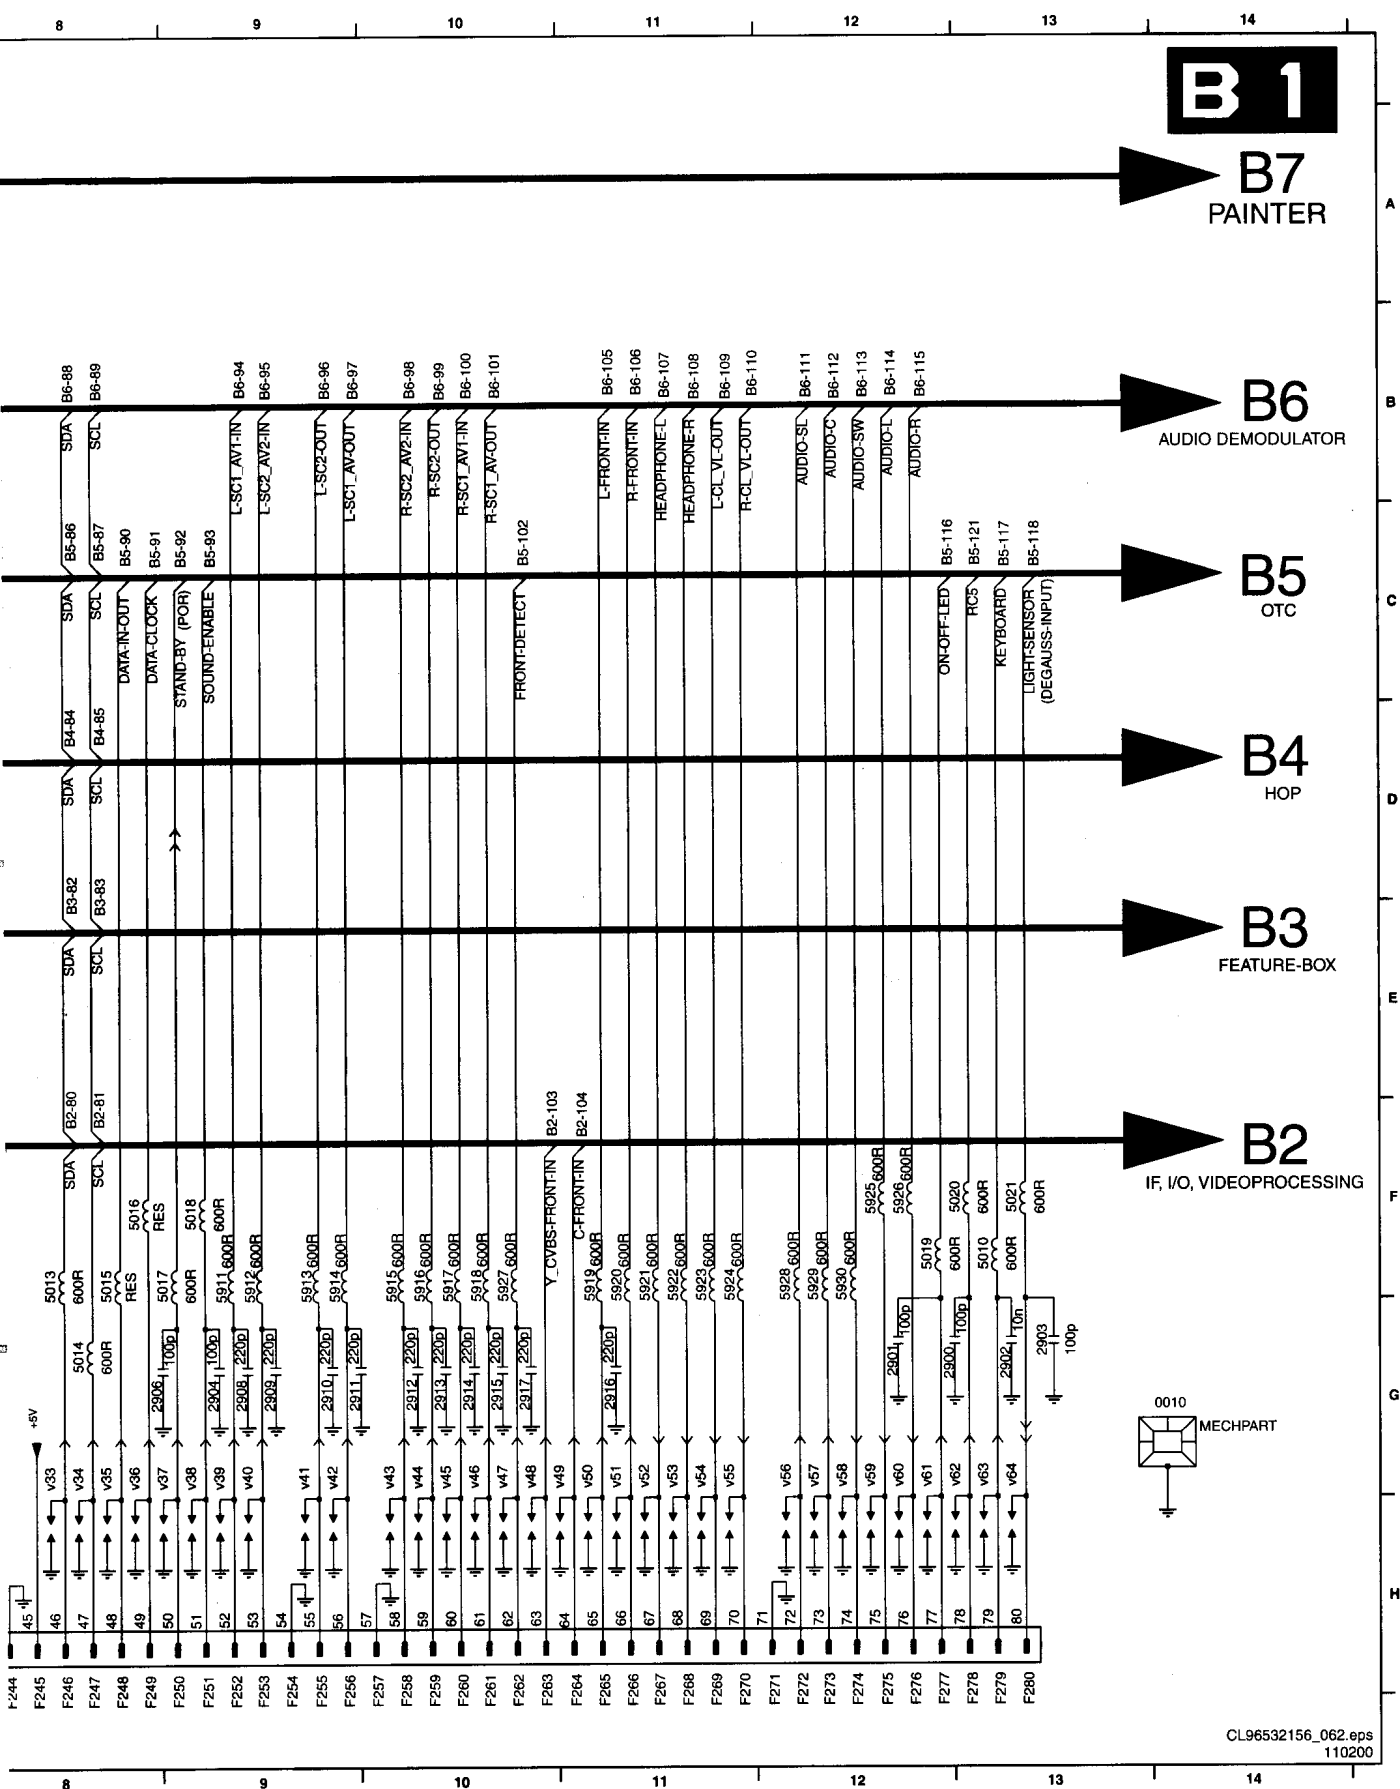 8 9 10 11 12 13 14
B 1
B7
PAINTER
A
B6-88 B6-89 B6-94 B6-95 B6-96 B6-97 B6-98 B6-99 B6-100 B6-101 B6-105 B6-106 B6-107 B6-108 B6-109 B6-110 B6-111 B6-112 B6-113 B6-114 B6-115
B6
B
AUDIO DEMODULATOR
SDA SCL L-SC1_AV1-IN L-SC2_AV2-IN L-SC2-OUT L-SC1_AV-OUT R-SC2_AV2-IN R-SC2-OUT R-SC1_AV1-IN R-SC1_AV-OUT L-FRONT-IN R-FRONT-IN HEADPHONE-L HEADPHONE-R L-CL_VL-OUT R-CL_VL-OUT AUDIO-SL AUDIO-C AUDIO-SW AUDIO-L AUDIO-R
B5-86 B5-87 B5-90 B5-91 B5-92 B5-93 B5-102 B5-116 B5-121 B5-117 B5-118
B5
C
OTC
SDA SCL DATA-IN-OUT DATA-CLOCK STAND-BY (POR) SOUND-ENABLE FRONT-DETECT ON-OFF-LED RC5 KEYBOARD LIGHT-SENSOR
(DEGAUSS-INPUT)
B4-84 B4-85
B4
HOP
D
SDA SCL
B3-82 B3-83
B3
FEATURE-BOX
SDA SCL
E
B2-80 B2-81 B2-103 B2-104
B2
IF, I/O, VIDEOPROCESSING
F
SDA SCL Y_CVBS-FRONT-IN C-FRONT-IN
5016 RES 5018 600R 5925 600R 5926 600R 5020 600R 5021 600R
5013 600R 5015 RES 5017 600R 5911 600R 5912 600R 5913 600R 5914 600R 5915 600R 5916 600R 5917 600R 5918 600R 5927 600R 5919 600R 5920 600R 5921 600R 5922 600R 5923 600R 5924 600R 5928 600R 5929 600R 5930 600R 5019 600R 5010 600R
5014 600R 2906 100p 2904 100p 2908 220p 2909 220p 2910 220p 2911 220p 2912 220p 2913 220p 2914 220p 2915 220p 2917 220p 2916 220p 2901 100p 2900 100p 2902 10n 2903 100p
G
0010
MECHPART
+5V
v33 v34 v35 v36 v37 v38 v39 v40 v41 v42 v43 v44 v45 v46 v47 v48 v49 v50 v51 v52 v53 v54 v55 v56 v57 v58 v59 v60 v61 v62 v63 v64
H
45 46 47 48 49 50 51 52 53 54 55 56 57 58 59 60 61 62 63 64 65 66 67 68 69 70 71 72 73 74 75 76 77 78 79 80
F244 F245 F246 F247 F248 F249 F250 F251 F252 F253 F254 F255 F256 F257 F258 F259 F260 F261 F262 F263 F264 F265 F266 F267 F268 F269 F270 F271 F272 F273 F274 F275 F276 F277 F278 F279 F280
CL96532156_062.eps
110200
8 9 10 11 12 13 14